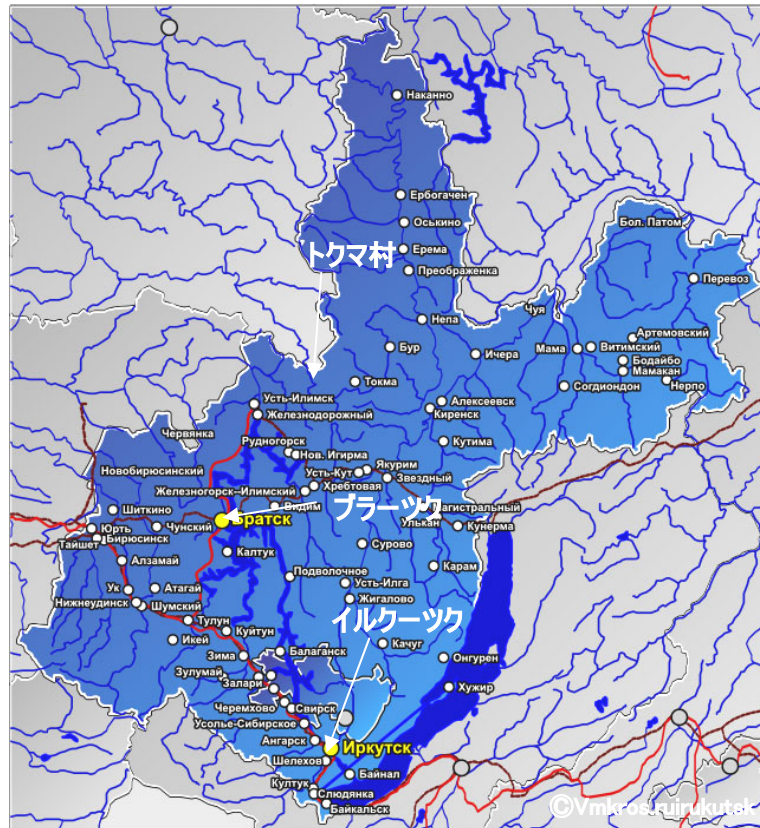 Наканно
Ербогачен
Оськино
Бол. Патом
トクマ村
Ерема
Преображенка
Перевоз
Чуя
Непа
Артемовский
Бур
Ичера
Мама
Витимский
Бодайбо
Мамакан
Токма
Согдиондон
Нерпо
Усть-Илимск
Алексеевск
Железнодорожный
Киренск
Червянка
Рудногорск
Кутима
Нов. Игирма
Новобирюсинский
Усть-Кут
Якурим
Звездный
Железногорск-Илимский
Хребтовая
Видим
ブラーツク
Магистральный
Шиткино
Братск
Улькан
Кунерма
Юрть
Чунский
Бирюсинск
Тайшет
Сурово
Калтук
Алзамай
Карам
Подволочное
Усть-Илга
Ук
Атагай
Жигалово
Нижнеудинск
Шумский
イルクーツク
Тулун
Куйтун
Икей
Качуг
Балаганск
Зима
Онгурен
Зулумай
Залари
Хужир
Черемхово
Свирск
Усолье-Сибирское
Ангарск
Иркутск
Шелехов
Байнал
Култук
Слюдянка
Байкальск
©Vmkros.ruirukutsk